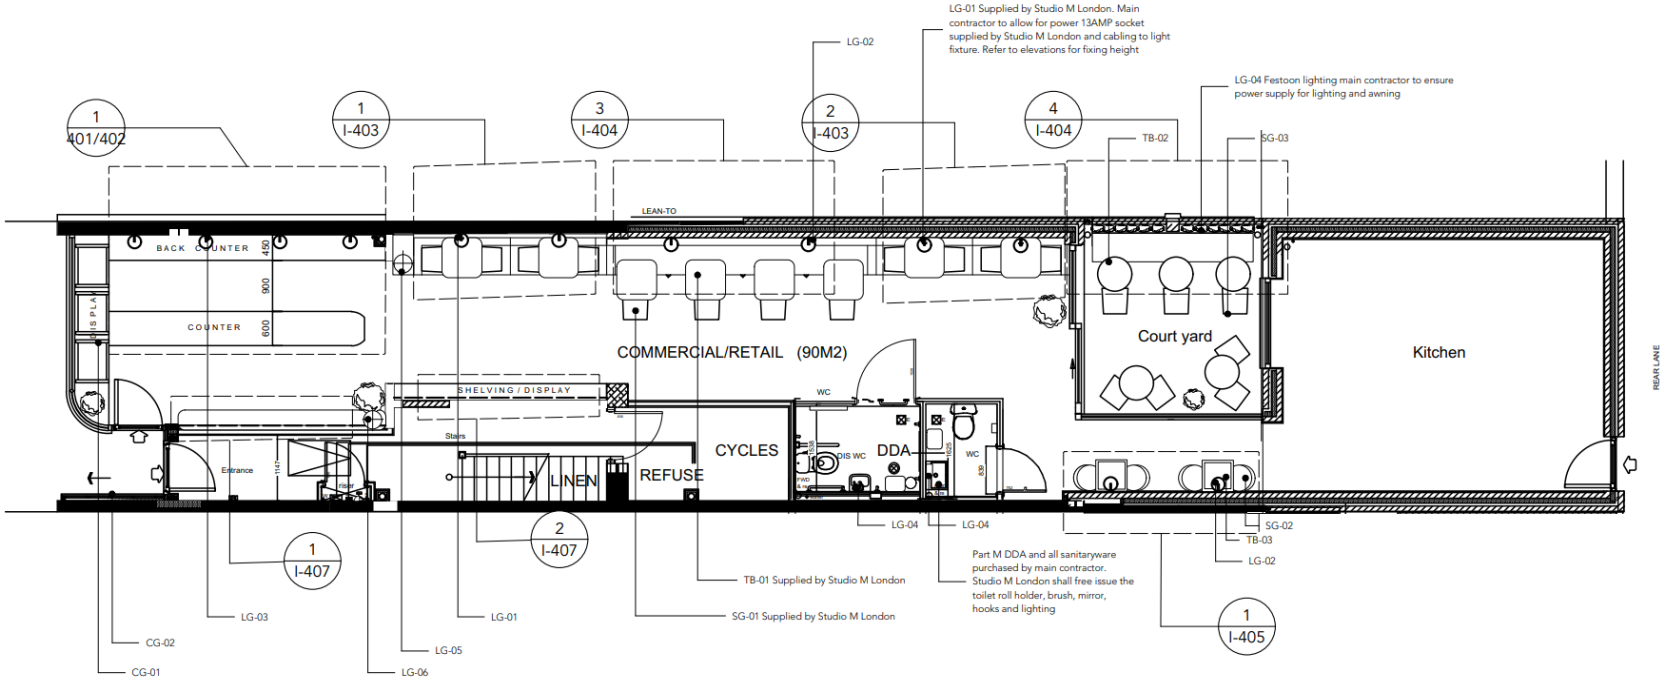 LG-01 Supplied by Studio M London. Main
contractor to allow for power 13AMP socket
supplied by Studio M London and cabling to light
fixture. Refer to elevations for fixing height
LG-02
LG-04 Festoon lighting main contractor to ensure
power supply for lighting and awning
1
401/402
1
I-403
3
I-404
2
I-403
4
I-404
TB-02
SG-03
LEAN-TO
BACK COUNTER
450
900
DISPLAY
COUNTER
600
COMMERCIAL/RETAIL (90M2)
Court yard
Kitchen
REAR LANE
SHELVING / DISPLAY
WC
Stairs
CYCLES
1538
DIS WC
DDA
1625
WC
839
Entrance
1147
riser
LINEN
REFUSE
FWD
LG-04
LG-04
SG-02
TB-03
LG-02
1
I-407
2
I-407
Part M DDA and all sanitaryware
purchased by main contractor.
Studio M London shall free issue the
toilet roll holder, brush, mirror,
hooks and lighting
TB-01 Supplied by Studio M London
SG-01 Supplied by Studio M London
1
I-405
LG-03
LG-01
CG-02
LG-05
CG-01
LG-06